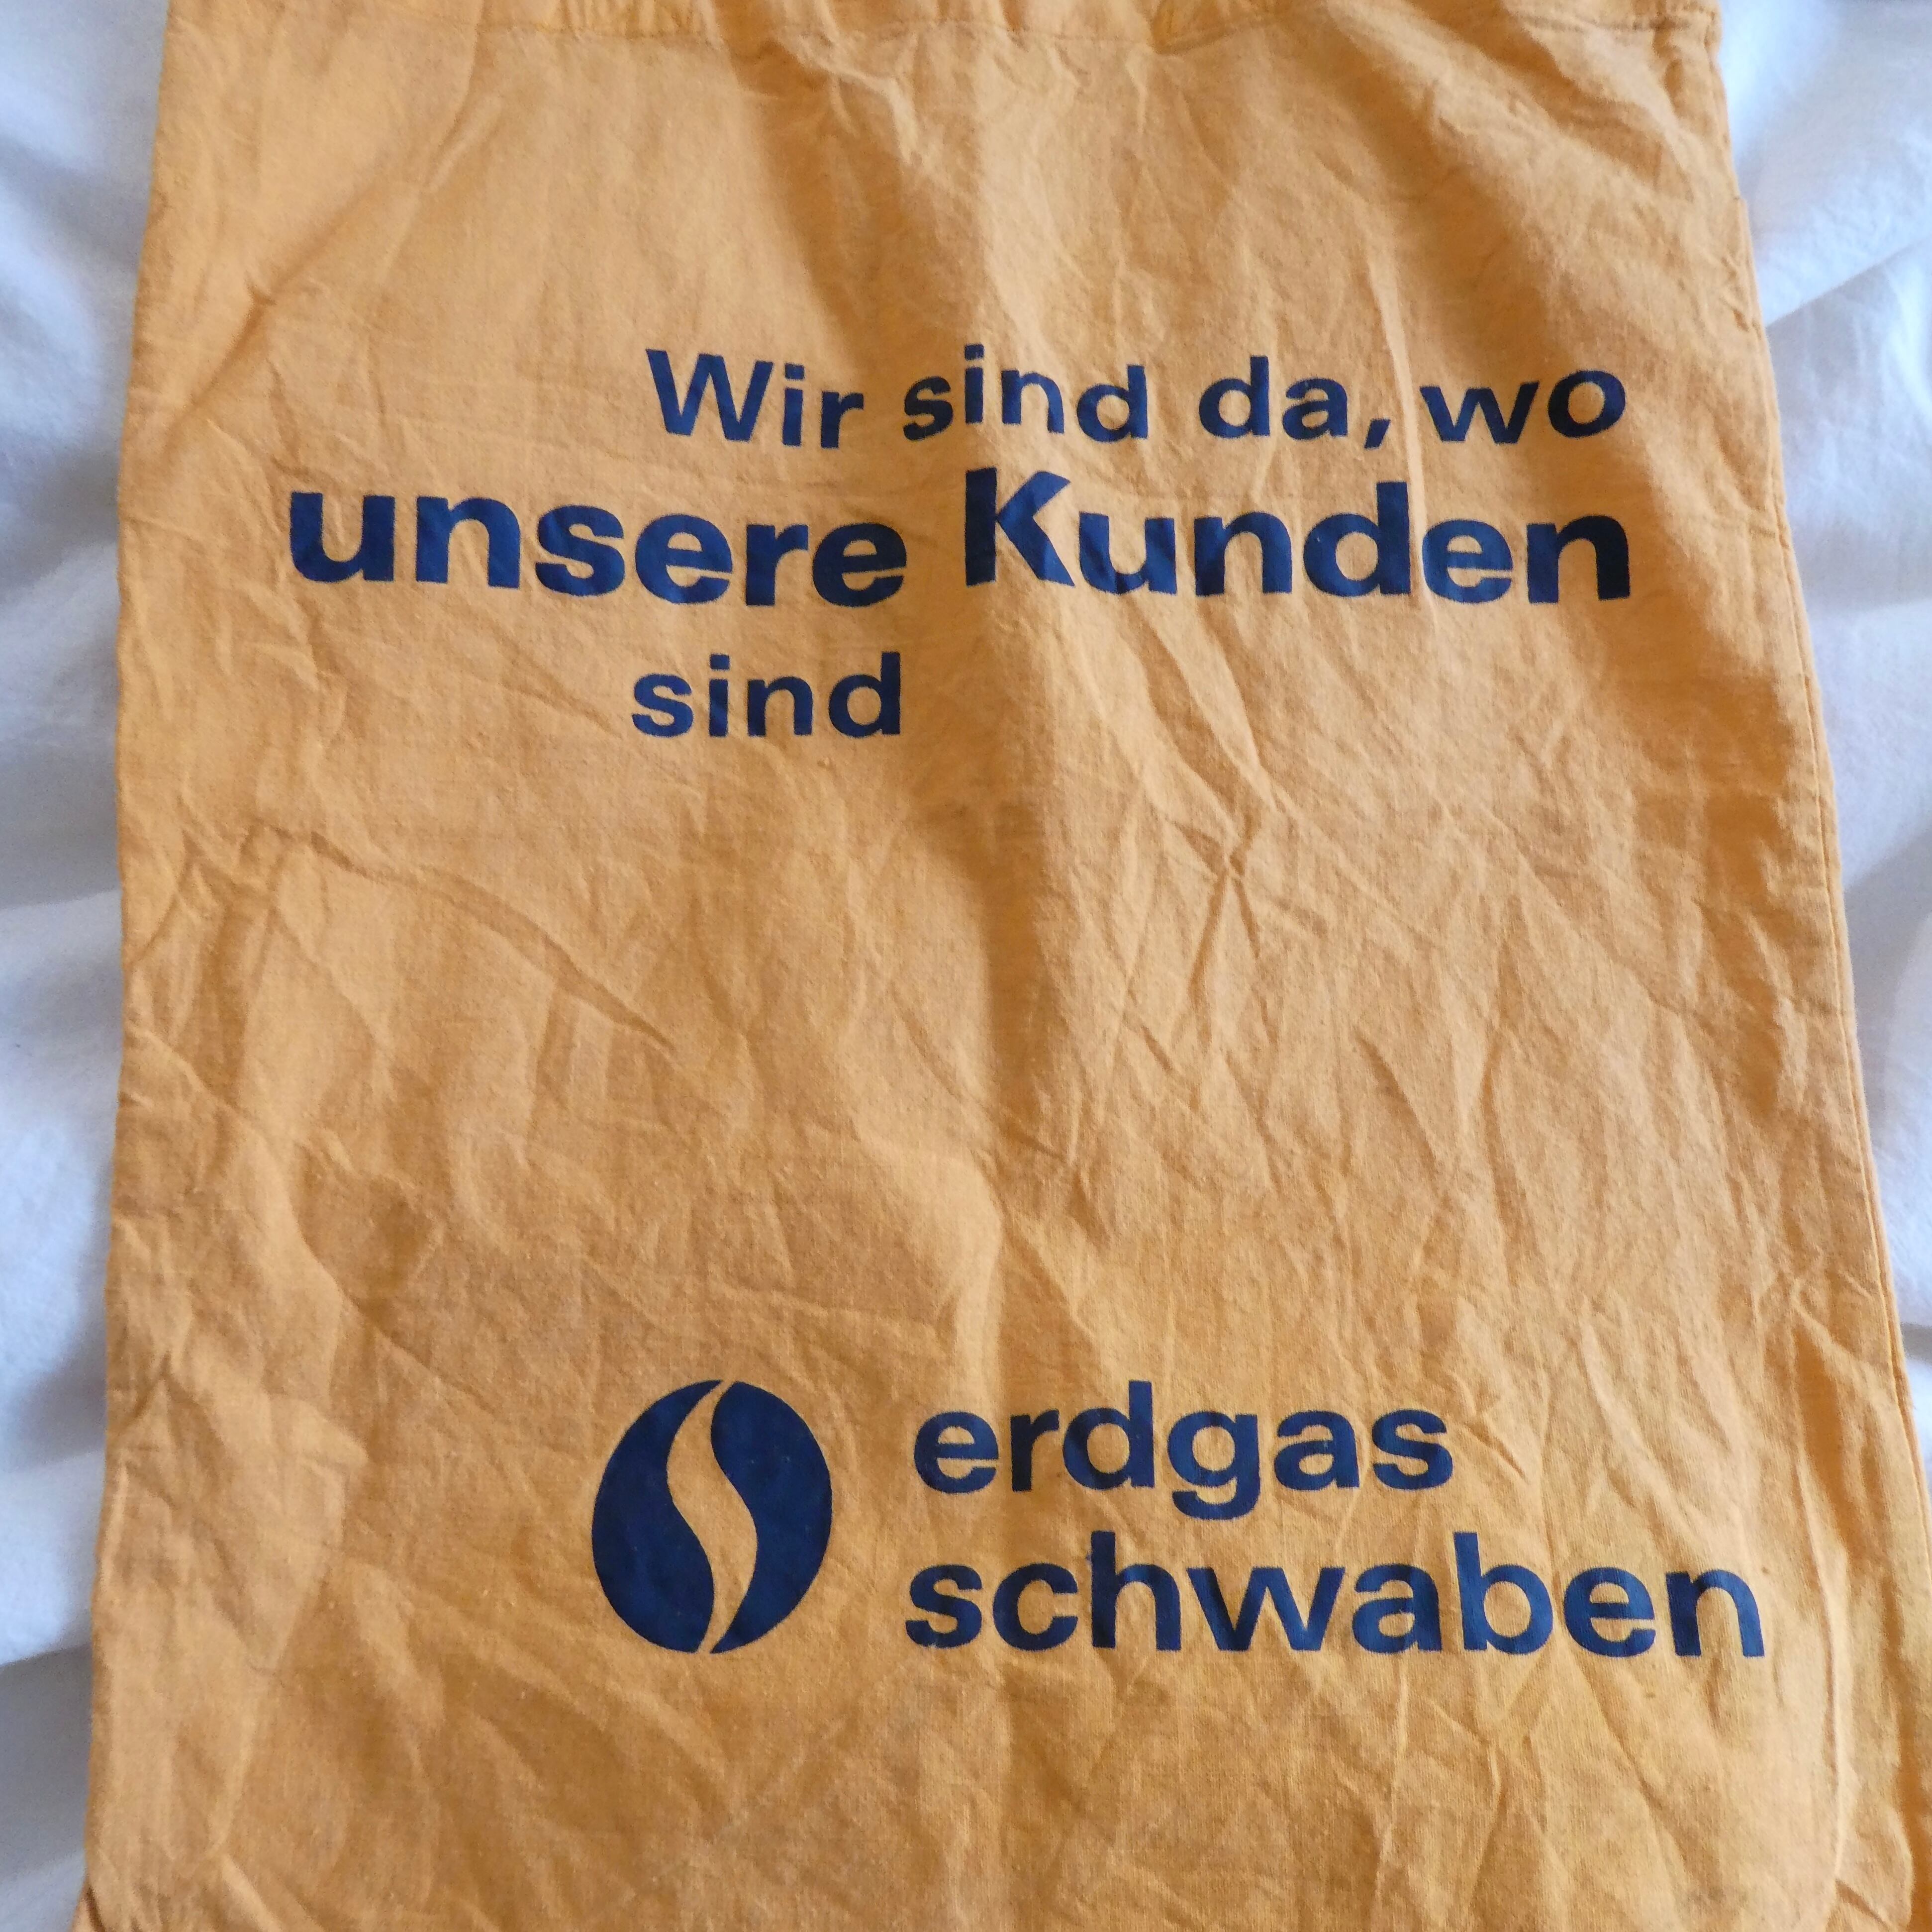 Wir sind da, wo
unsere Kunden
sind
erdgas
schwaben